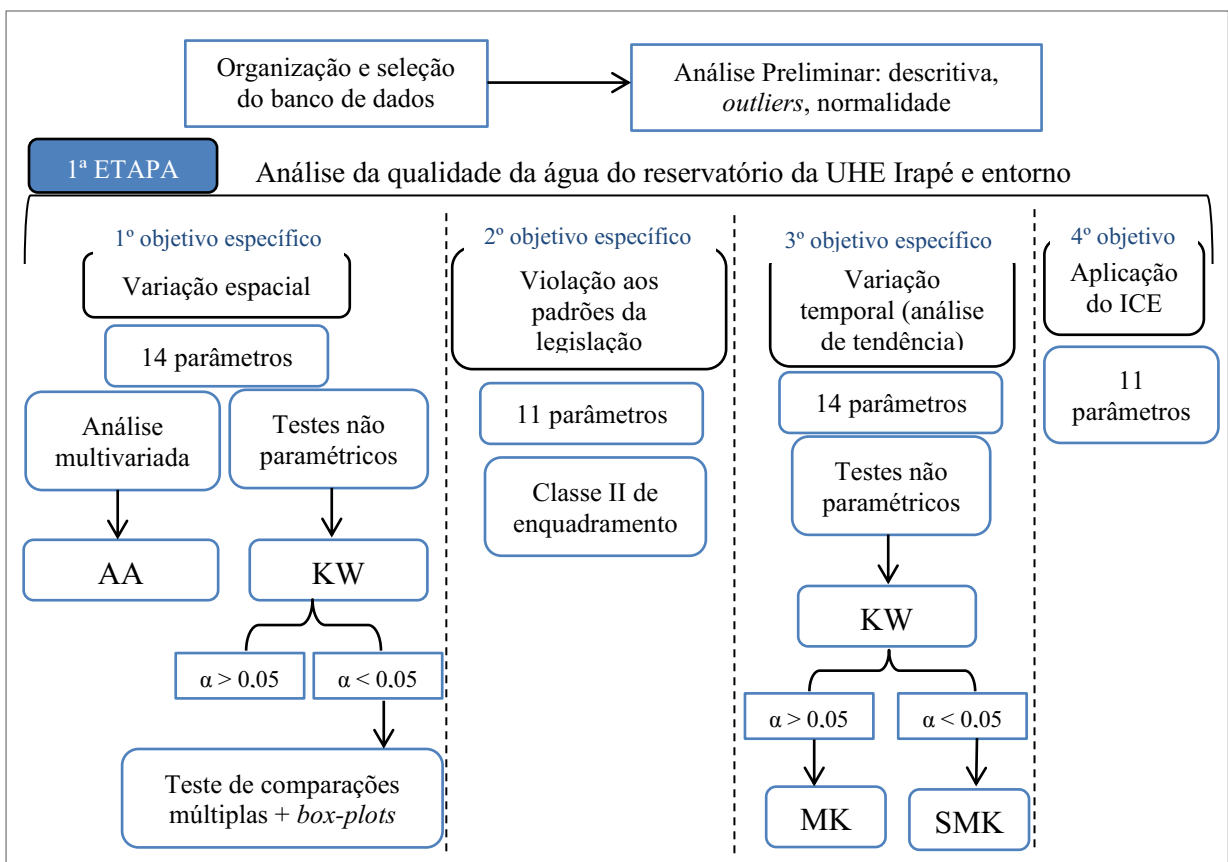 Organização e seleção
do banco de dados
Análise Preliminar: descritiva,
outliers, normalidade
1ª ETAPA
Análise da qualidade da água do reservatório da UHE Irapé e entorno
1º objetivo específico
Variação espacial
14 parâmetros
Análise
multivariada
Testes não
paramétricos
AA
KW
α > 0,05
α < 0,05
Teste de comparações
múltiplas + box-plots
2º objetivo específico
Violação aos
padrões da
legislação
11 parâmetros
Classe II de
enquadramento
3º objetivo específico
Variação
temporal (análise
de tendência)
14 parâmetros
Testes não
paramétricos
KW
α > 0,05
α < 0,05
MK
SMK
4º objetivo
Aplicação
do ICE
11
parâmetros